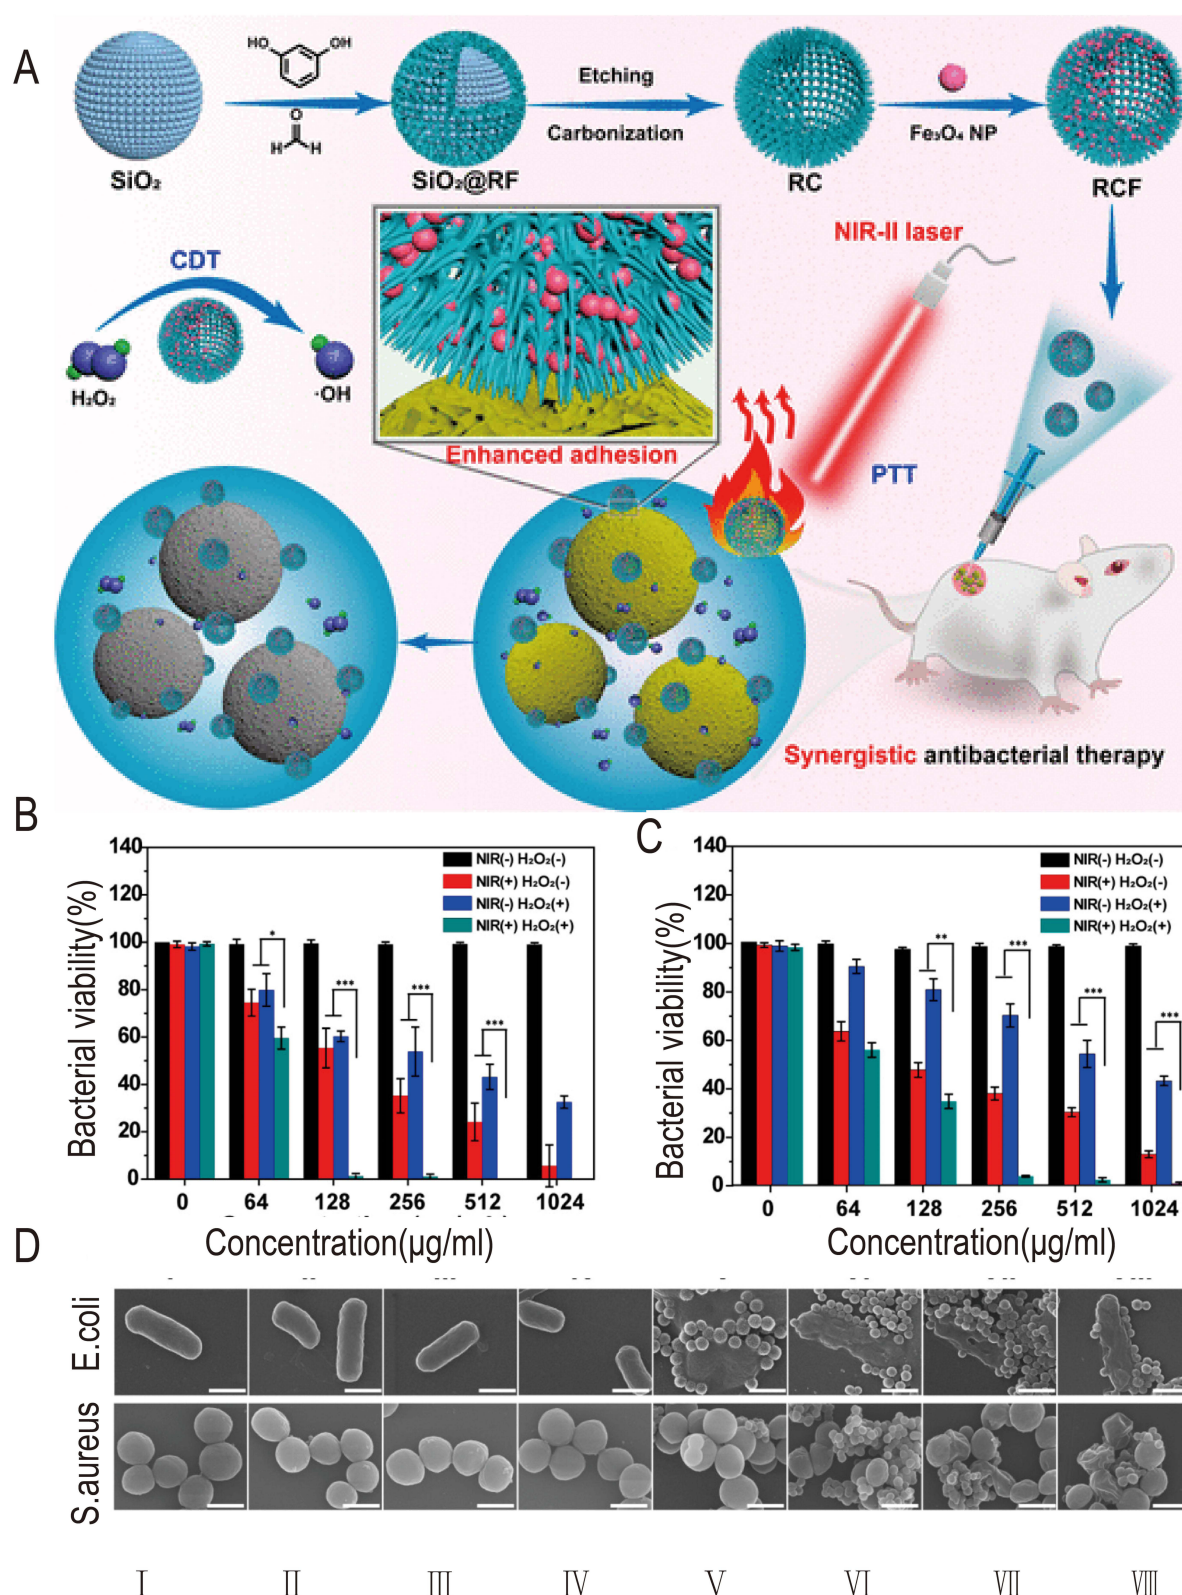 A
HO
OH
O
H
H
SiO₂
SiO₂@RF
Etching
Carbonization
RC
Fe₃O₄ NP
RCF
CDT
H₂O₂
·OH
Enhanced adhesion
NIR-II laser
PTT
Synergistic antibacterial therapy
B
Bacterial viability(%)
140
120
100
80
60
40
20
0
NIR(-) H₂O₂(-)
NIR(+) H₂O₂(-)
NIR(-) H₂O₂(+)
NIR(+) H₂O₂(+)
*
***
***
***
0 64 128 256 512 1024
Concentration(μg/ml)
C
Bacterial viability(%)
140
120
100
80
60
40
20
0
NIR(-) H₂O₂(-)
NIR(+) H₂O₂(-)
NIR(-) H₂O₂(+)
NIR(+) H₂O₂(+)
**
***
***
***
0 64 128 256 512 1024
Concentration(μg/ml)
D
E.coli
S.aureus
I II III IV V VI VII VIII